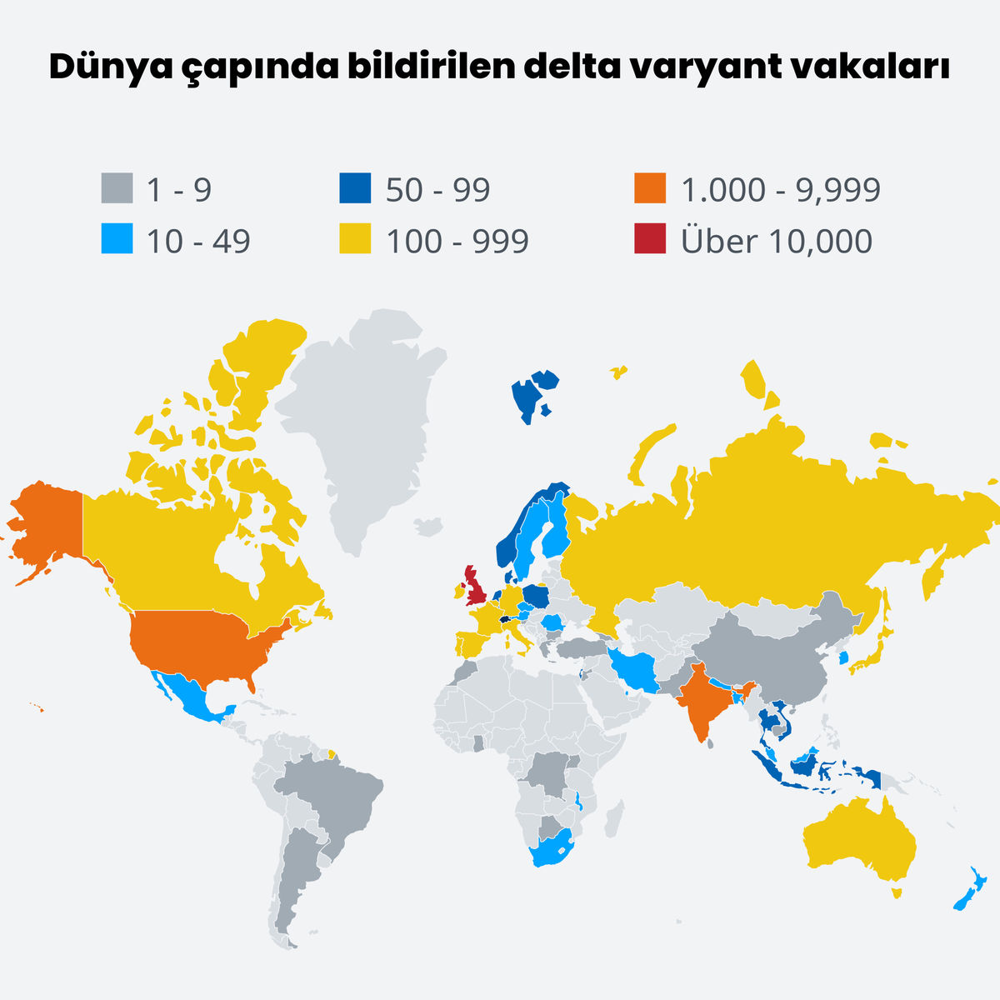 Dünya çapında bildirilen delta varyant vakaları
1 - 9
50 - 99
1.000 - 9,999
10 - 49
100 - 999
Über 10,000